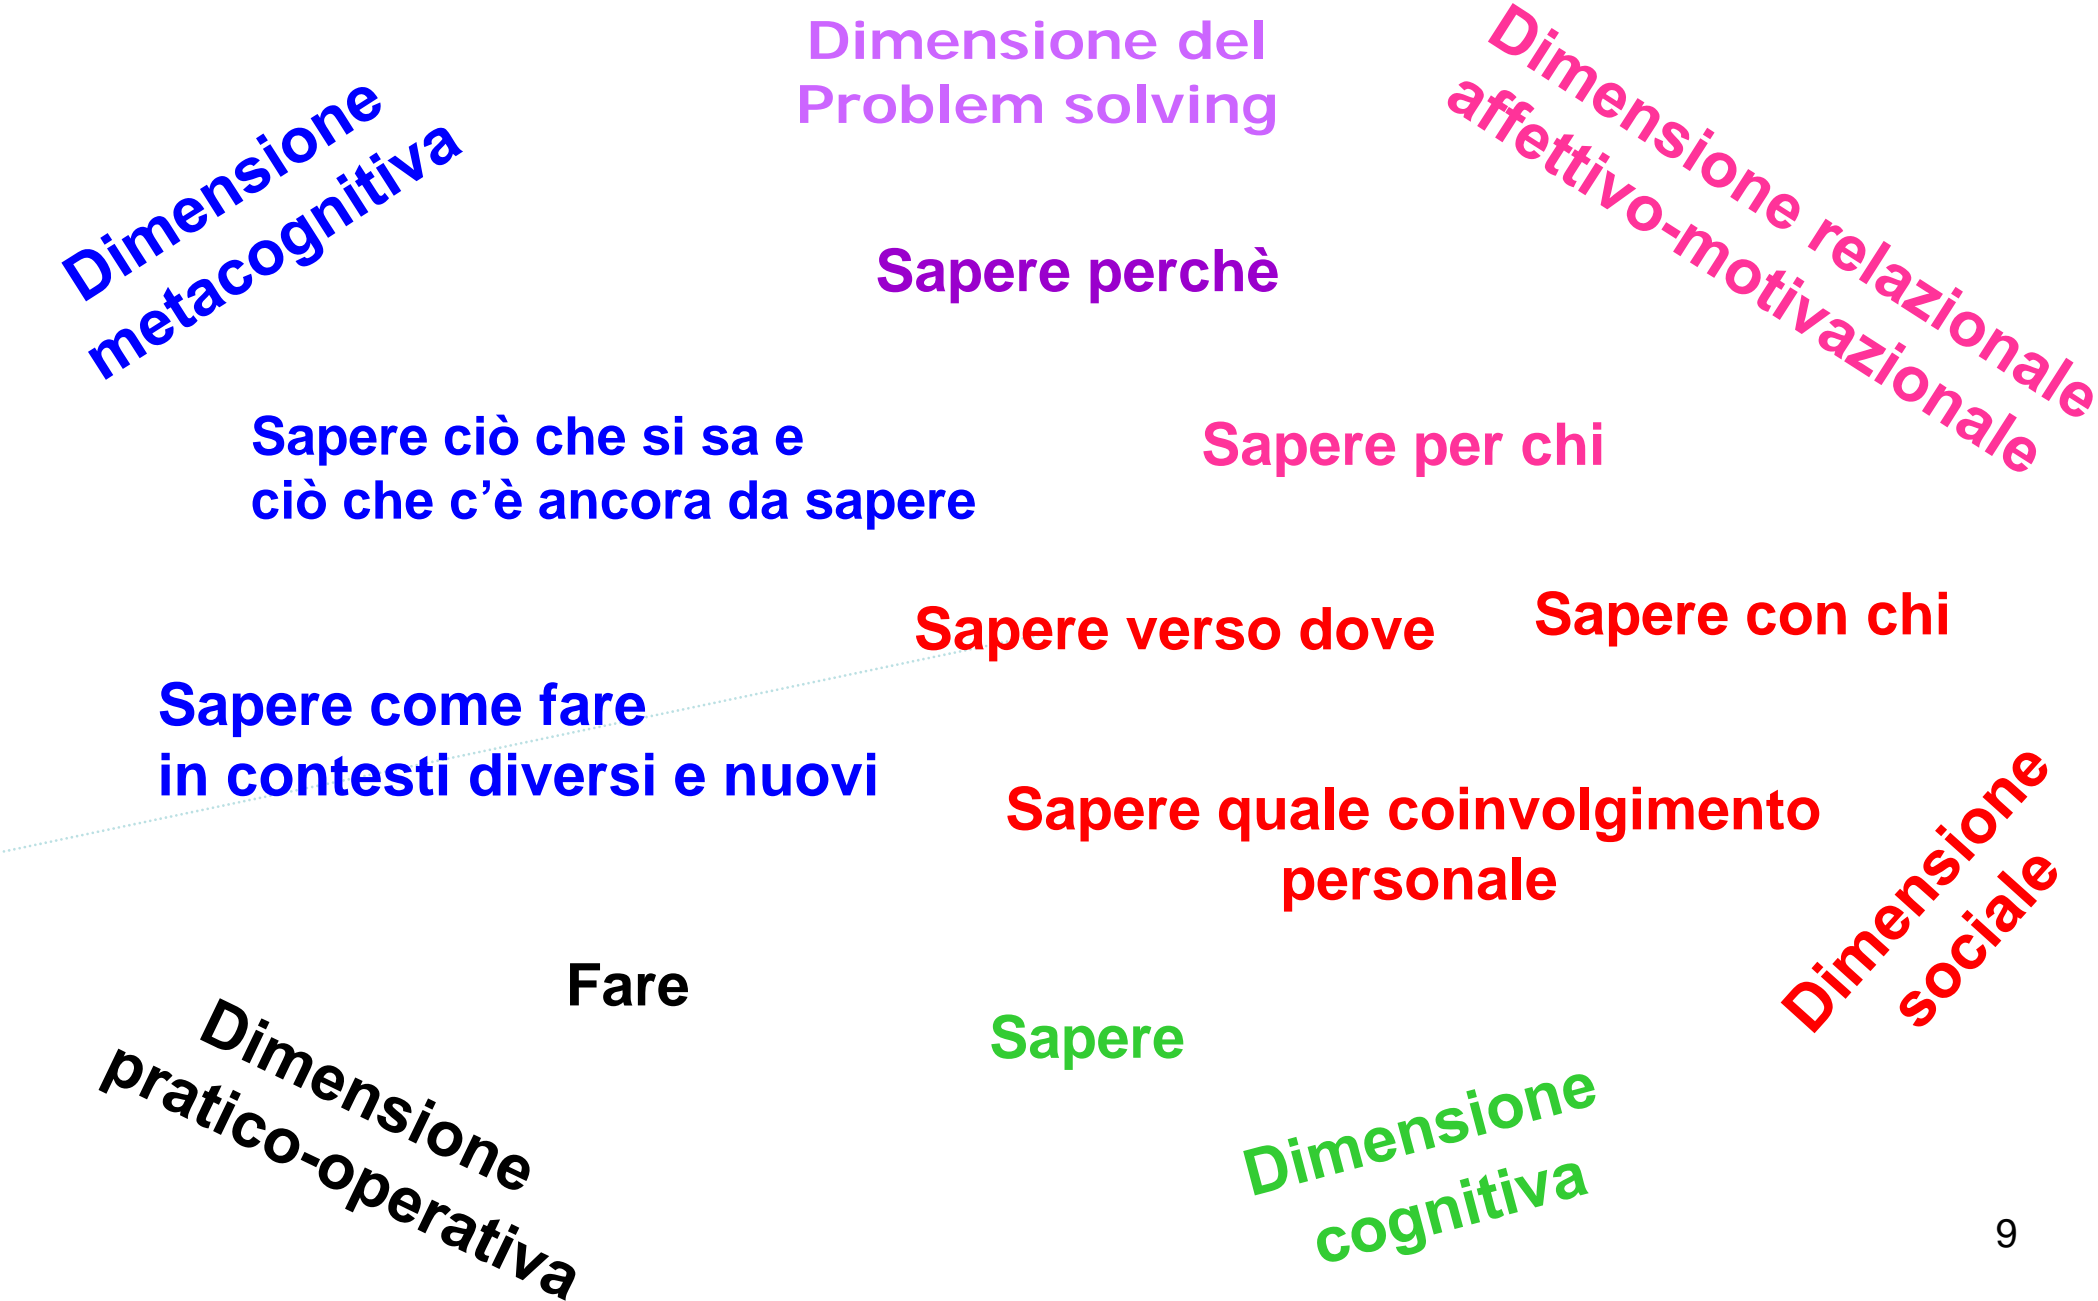 Dimensione del
Problem solving
Dimensione
metacognitiva
Dimensione relazionale
affettivo-motivazionale
Sapere perchè
Sapere ciò che si sa e
ciò che c’è ancora da sapere
Sapere per chi
Sapere verso dove
Sapere con chi
Sapere come fare
in contesti diversi e nuovi
Sapere quale coinvolgimento
personale
Dimensione
sociale
Fare
Sapere
Dimensione
pratico-operativa
Dimensione
cognitiva
9